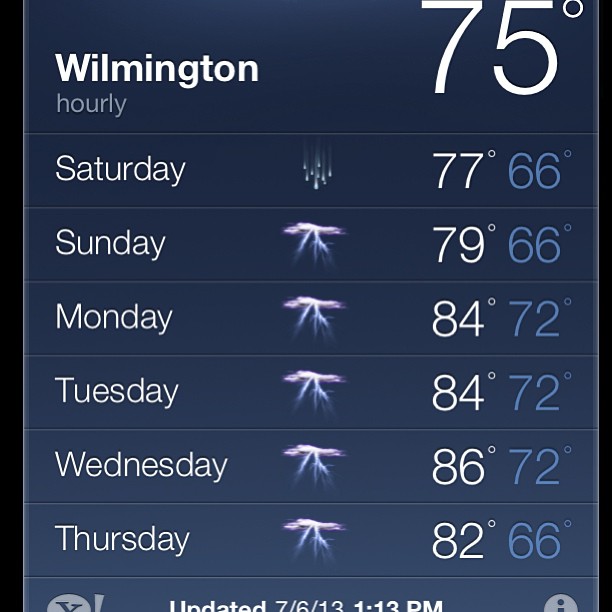 75°
Wilmington
hourly
Saturday 77° 66°
Sunday 79° 66°
Monday 84° 72°
Tuesday 84° 72°
Wednesday 86° 72°
Thursday 82° 66°
Y! Updated 7/6/13 1:13 PM i